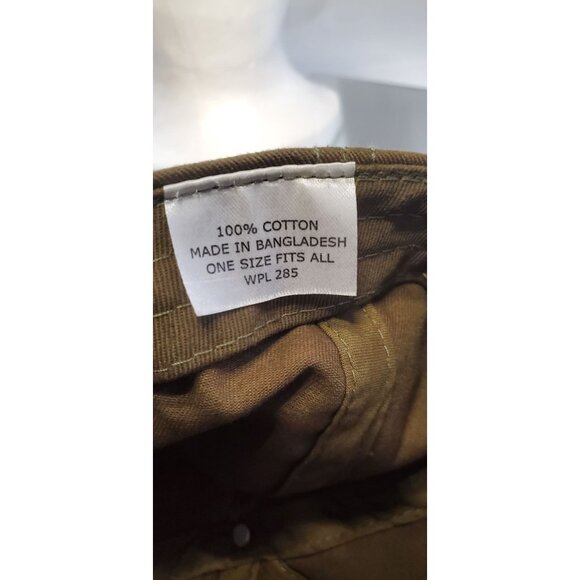 100% COTTON
MADE IN BANGLADESH
ONE SIZE FITS ALL
WPL 285